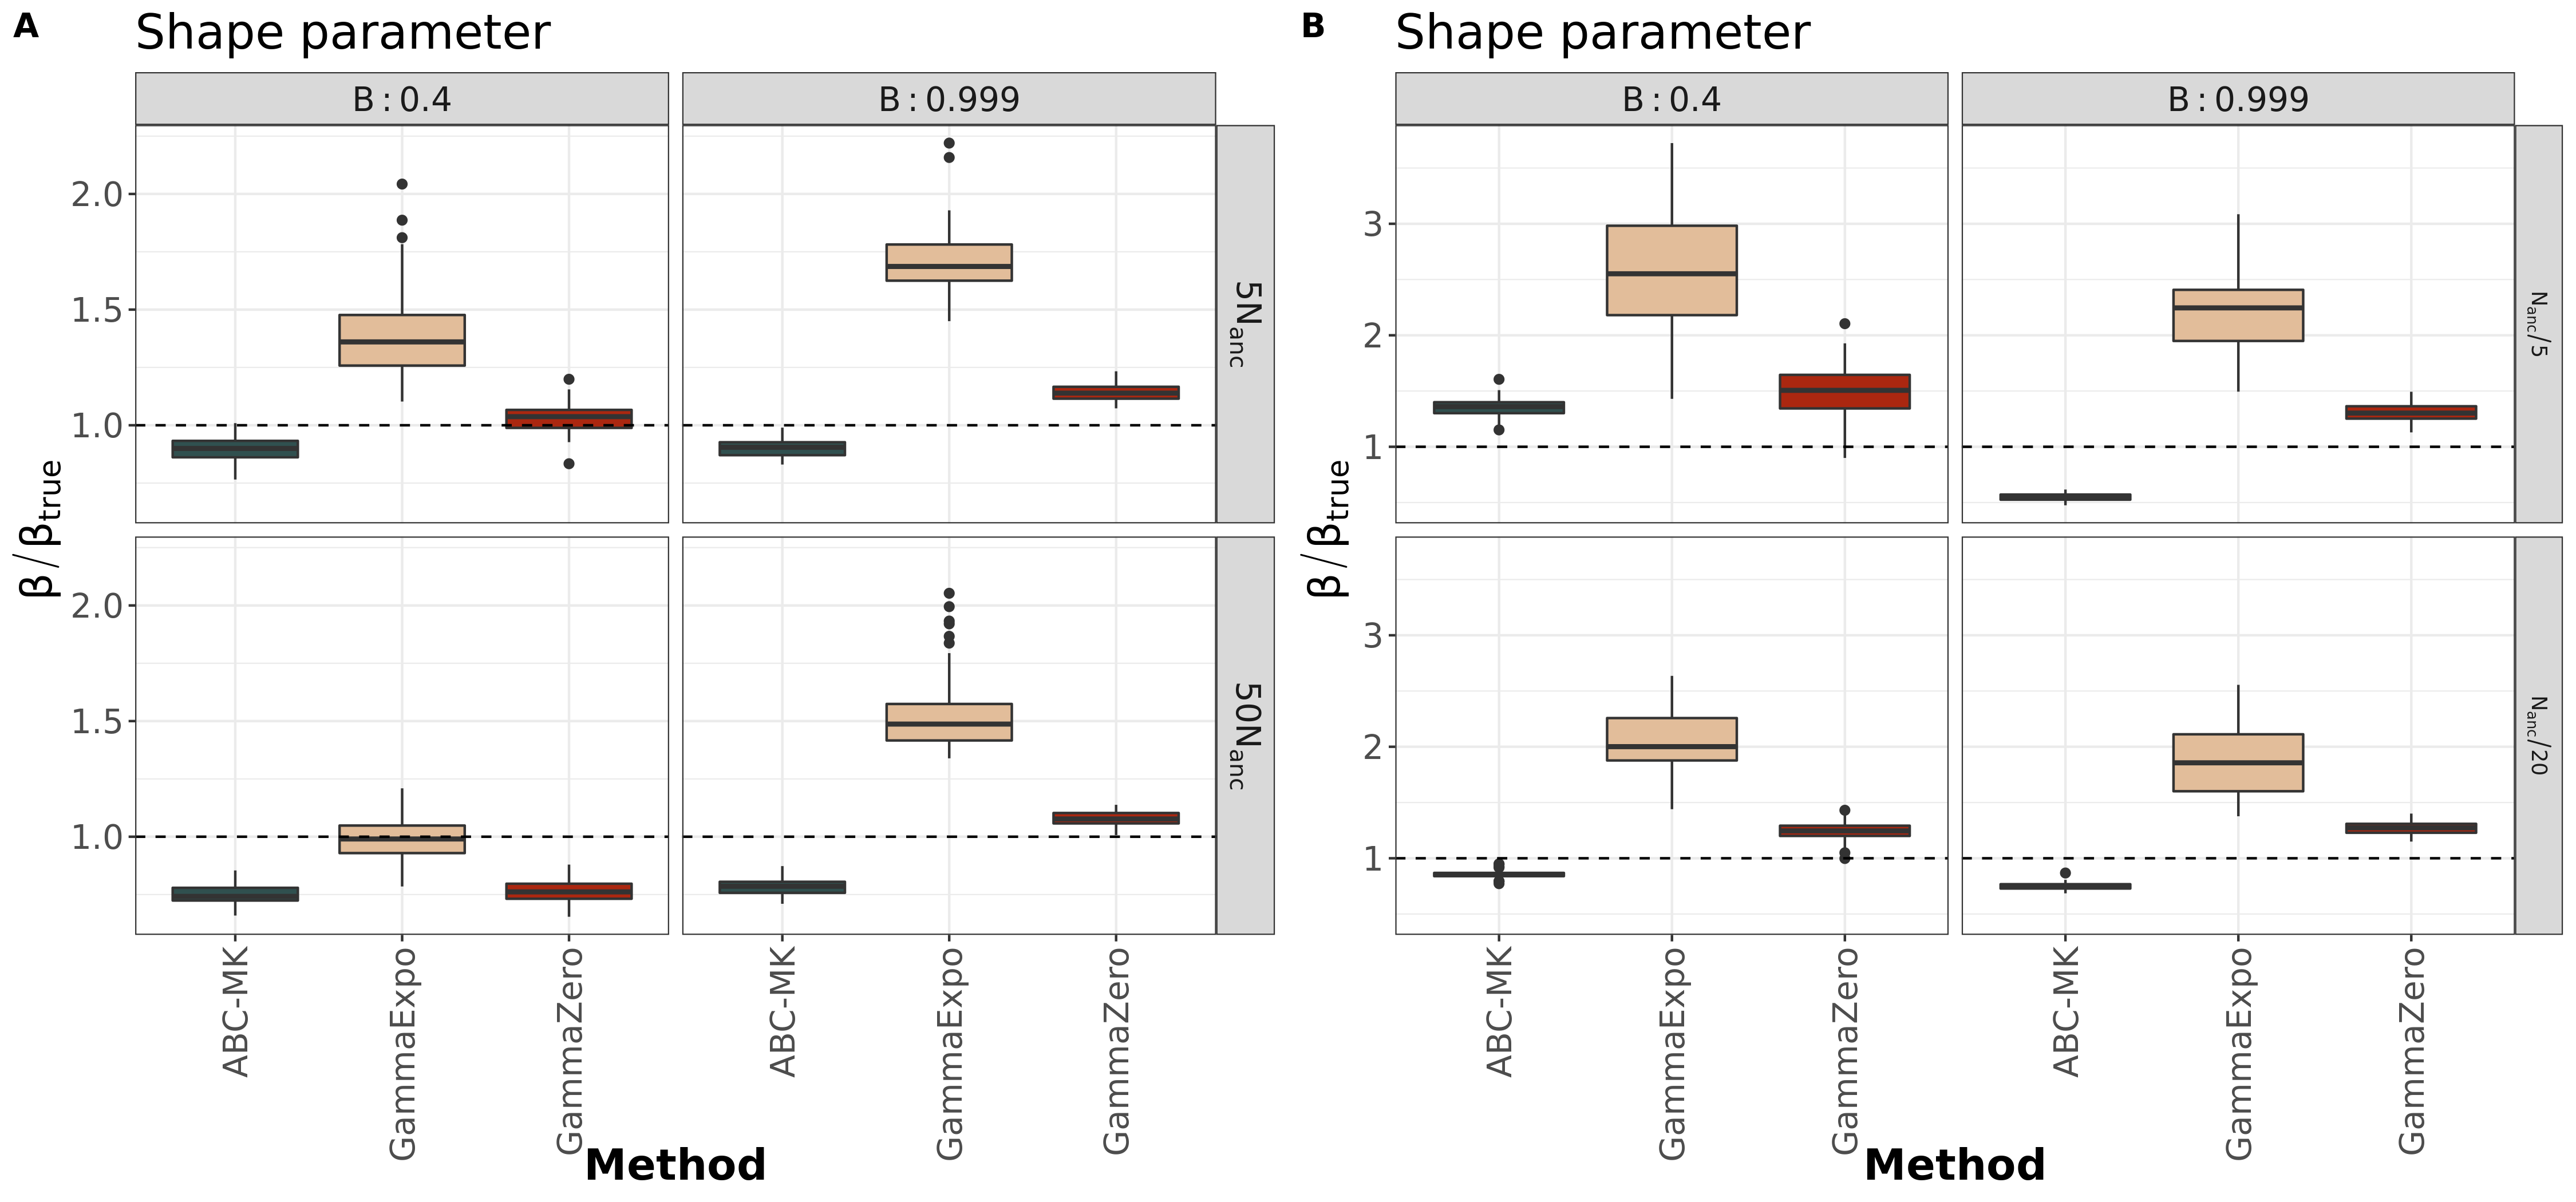 A
Shape parameter
B : 0.4
B : 0.999
2.0
1.5
1.0
5Nanc
2.0
1.5
1.0
50Nanc
β / βtrue
ABC-MK
GammaExpo
GammaZero
ABC-MK
GammaExpo
GammaZero
Method
B
Shape parameter
B : 0.4
B : 0.999
3
2
1
Nanc/5
3
2
1
Nanc/20
β / βtrue
ABC-MK
GammaExpo
GammaZero
ABC-MK
GammaExpo
GammaZero
Method